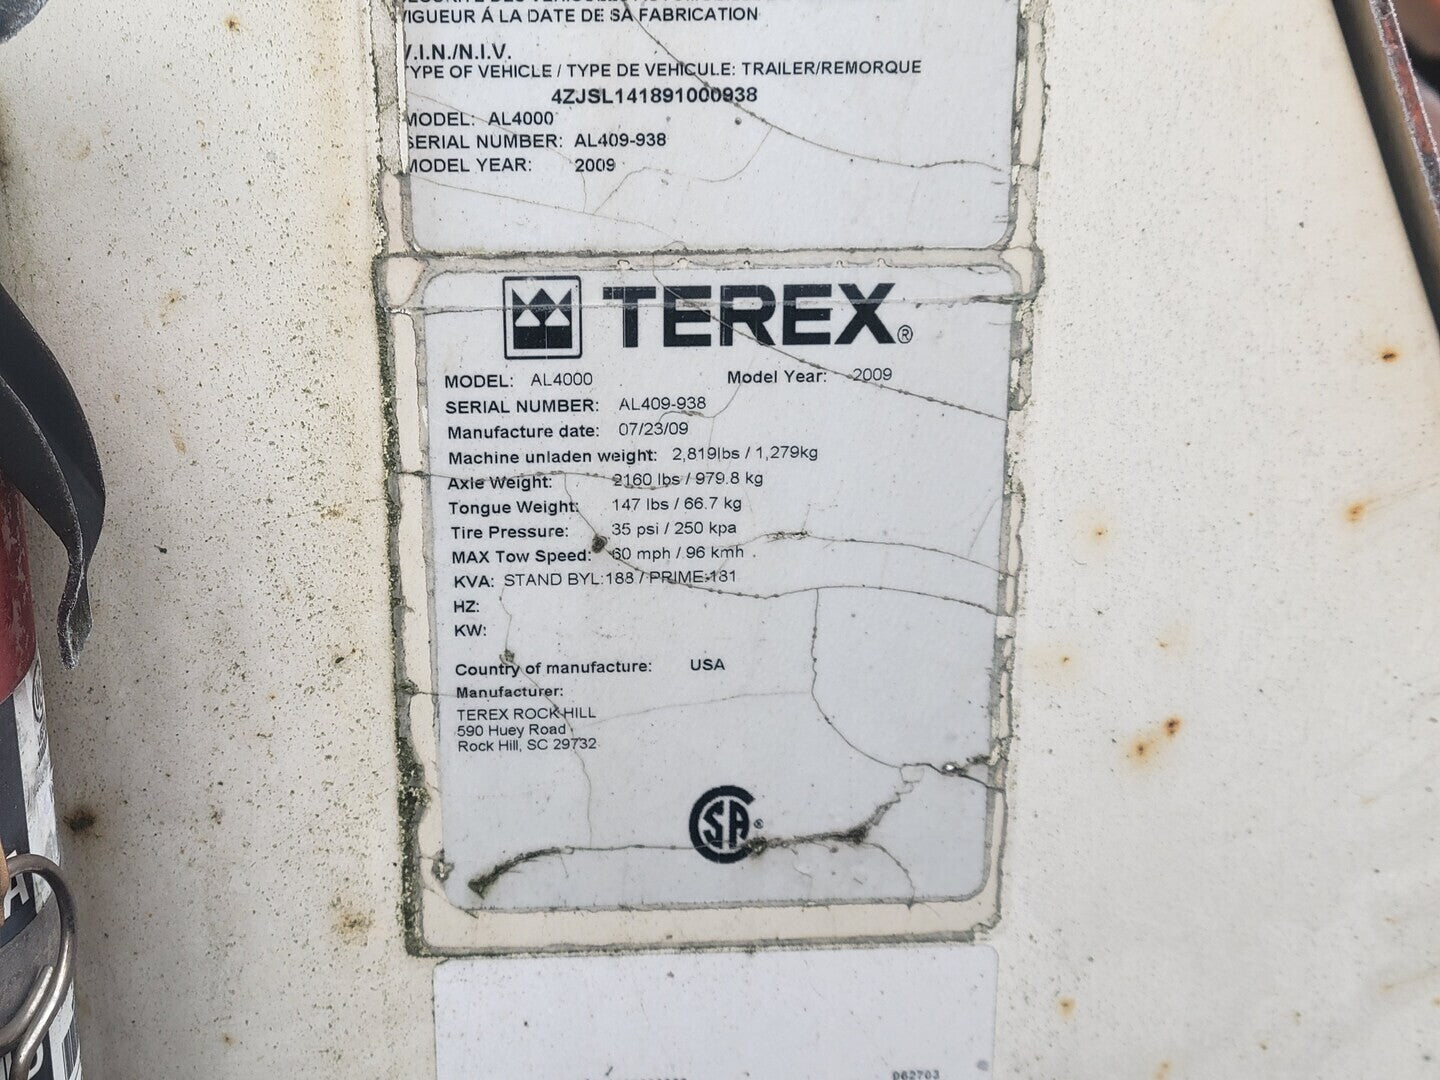 VIGUEUR Á LA DATE DE SA FABRICATION
V.I.N./N.I.V.
TYPE OF VEHICLE / TYPE DE VEHICULE: TRAILER/REMORQUE
4ZJSL141891000938
MODEL: AL4000
SERIAL NUMBER: AL409-938
MODEL YEAR: 2009
TEREX®
MODEL: AL4000 Model Year: 2009
SERIAL NUMBER: AL409-938
Manufacture date: 07/23/09
Machine unladen weight: 2,819lbs / 1,279kg
Axle Weight: 2160 lbs / 979.8 kg
Tongue Weight: 147 lbs / 66.7 kg
Tire Pressure: 35 psi / 250 kpa
MAX Tow Speed: 60 mph / 96 kmh
KVA: STAND BYL:188 / PRIME:181
HZ:
KW:
Country of manufacture: USA
Manufacturer:
TEREX ROCK HILL
590 Huey Road
Rock Hill, SC 29732
CSA®
D62703